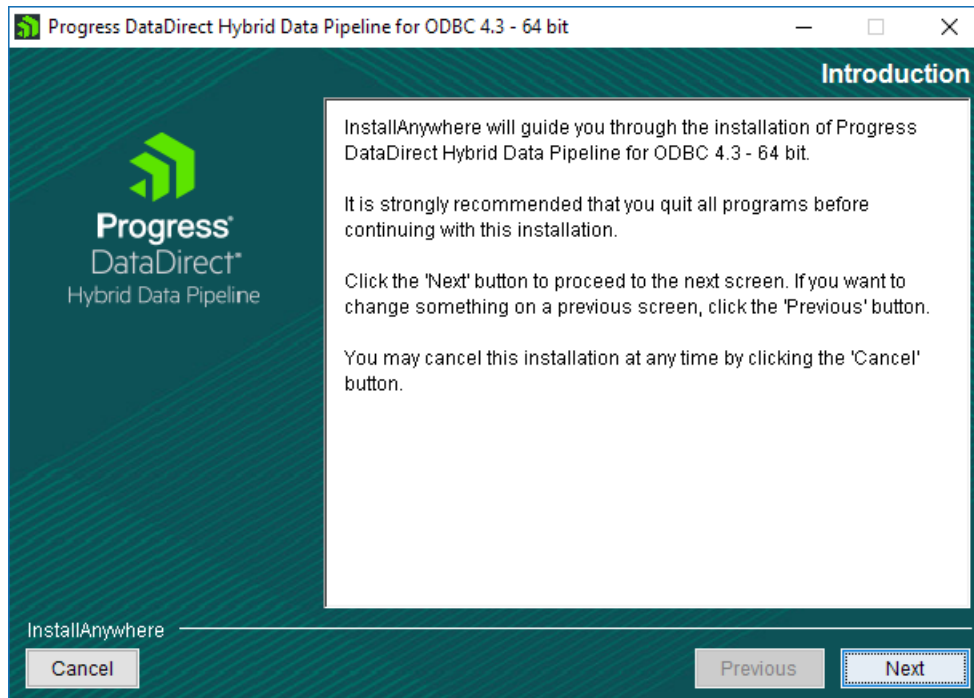 Progress DataDirect Hybrid Data Pipeline for ODBC 4.3 - 64 bit
Introduction
Progress®
DataDirect®
Hybrid Data Pipeline
InstallAnywhere will guide you through the installation of Progress
DataDirect Hybrid Data Pipeline for ODBC 4.3 - 64 bit.
It is strongly recommended that you quit all programs before
continuing with this installation.
Click the 'Next' button to proceed to the next screen. If you want to
change something on a previous screen, click the 'Previous' button.
You may cancel this installation at any time by clicking the 'Cancel'
button.
InstallAnywhere
Cancel
Previous
Next